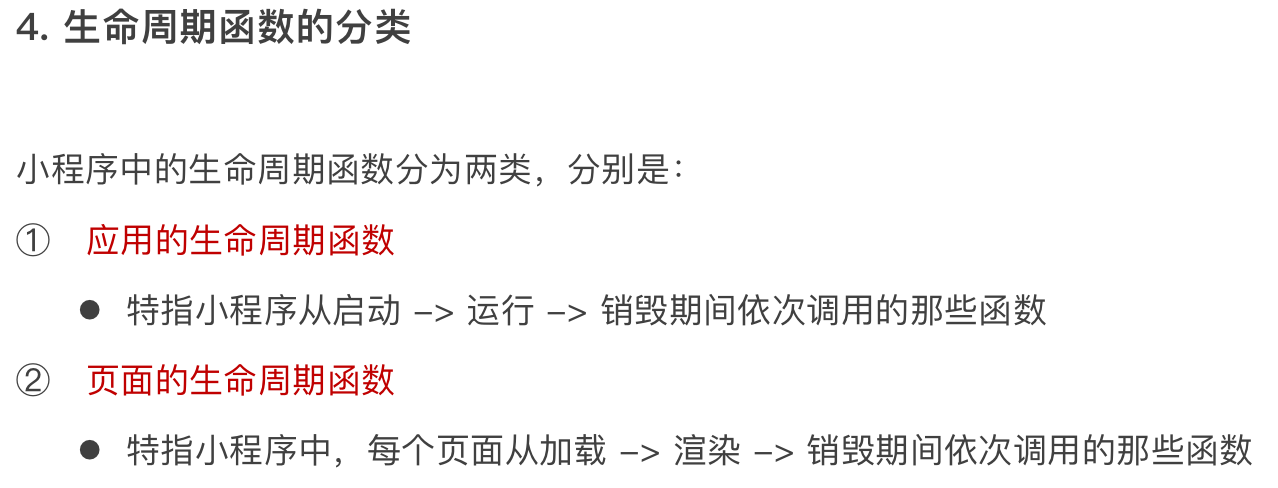 4. 生命周期函数的分类
小程序中的生命周期函数分为两类，分别是：
① 应用的生命周期函数
● 特指小程序从启动 -> 运行 -> 销毁期间依次调用的那些函数
② 页面的生命周期函数
● 特指小程序中，每个页面从加载 -> 渲染 -> 销毁期间依次调用的那些函数